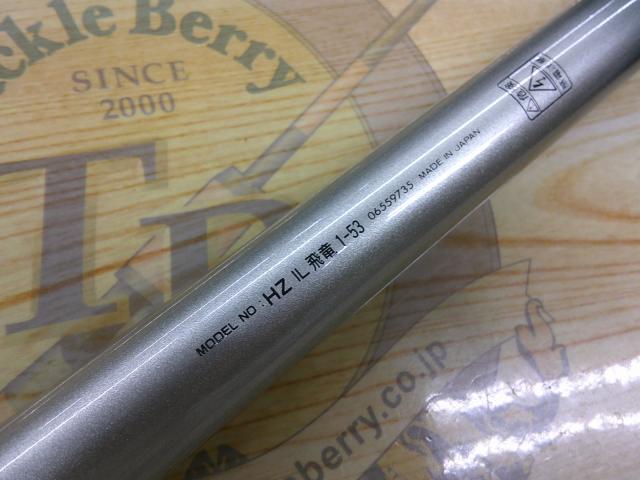 ckle Berry
SINCE
2000
MODEL NO : HZ IL 飛竜 1-53 06559735 MADE IN JAPAN
berry.co.jp